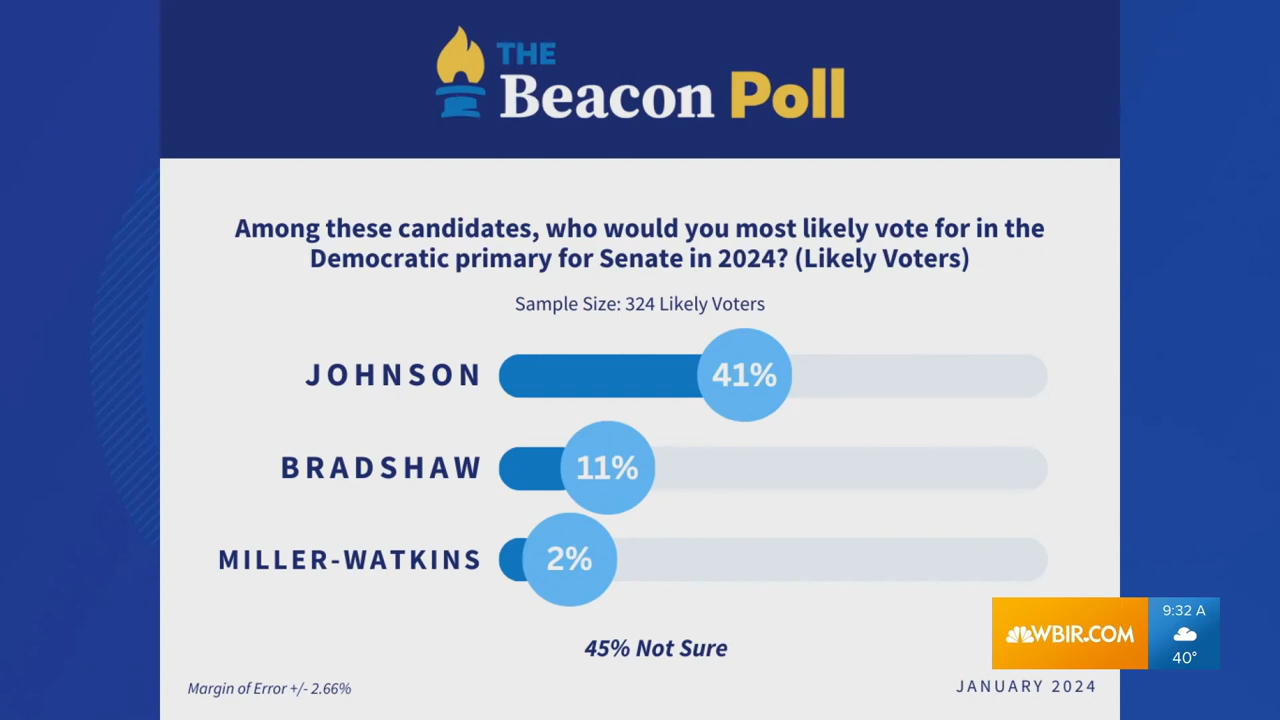 THE
Beacon Poll
Among these candidates, who would you most likely vote for in the
Democratic primary for Senate in 2024? (Likely Voters)
Sample Size: 324 Likely Voters
JOHNSON 41%
BRADSHAW 11%
MILLER-WATKINS 2%
45% Not Sure
Margin of Error +/- 2.66%
JANUARY 2024
WBIR.COM
9:32 A
40°